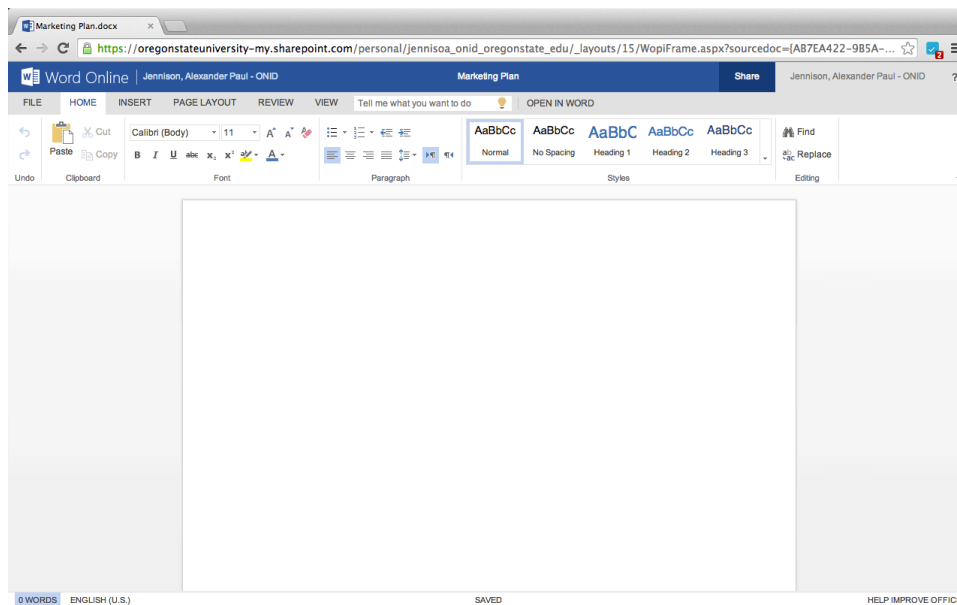 Marketing Plan.docx
https://oregonstateuniversity-my.sharepoint.com/personal/jennisoa_onid_oregonstate_edu/_layouts/15/WopiFrame.aspx?sourcedoc={AB7EA422-9B5A-...
2
Word Online Jennison, Alexander Paul - ONID Marketing Plan Share Jennison, Alexander Paul - ONID ?
FILE HOME INSERT PAGE LAYOUT REVIEW VIEW Tell me what you want to do OPEN IN WORD
Cut Calibri (Body) 11 AaBbCc AaBbCc AaBbC AaBbCc AaBbCc Find
Paste Copy B I U abc x₂ x² A Normal No Spacing Heading 1 Heading 2 Heading 3 Replace
Undo Clipboard Font Paragraph Styles Editing
0 WORDS ENGLISH (U.S.) SAVED HELP IMPROVE OFFIC